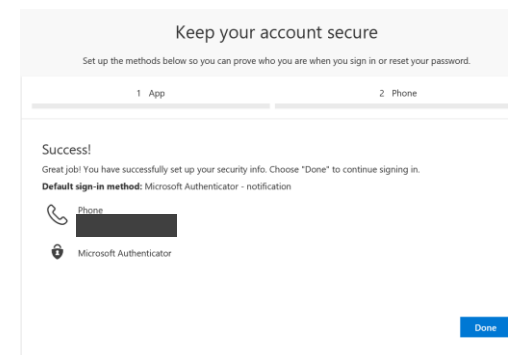 Keep your account secure
Set up the methods below so you can prove who you are when you sign in or reset your password.
1 App
2 Phone
Success!
Great job! You have successfully set up your security info. Choose "Done" to continue signing in.
Default sign-in method: Microsoft Authenticator - notification
Phone
Microsoft Authenticator
Done